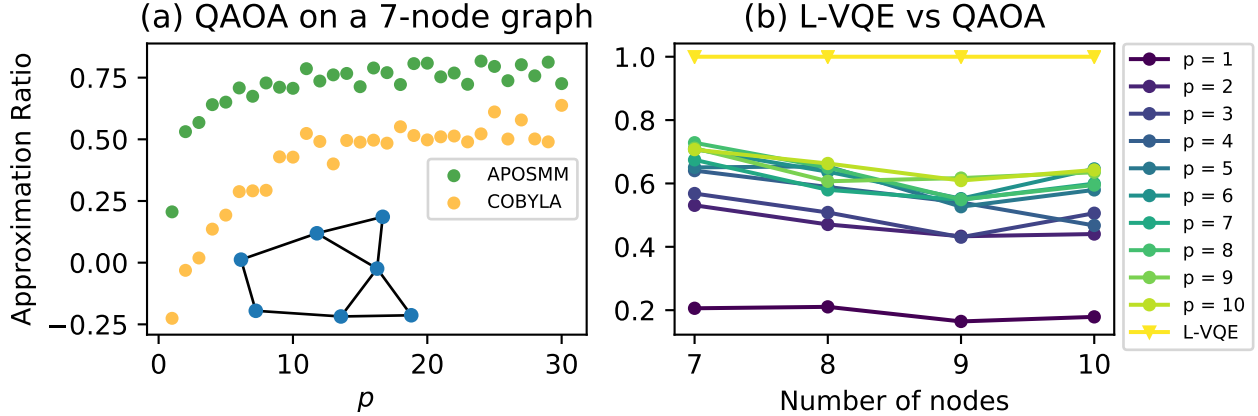 (a) QAOA on a 7-node graph
Approximation Ratio
0.75
0.50
0.25
0.00
−0.25
0
10
20
30
p
APOSMM
COBYLA
(b) L-VQE vs QAOA
1.0
0.8
0.6
0.4
0.2
7
8
9
10
Number of nodes
p = 1
p = 2
p = 3
p = 4
p = 5
p = 6
p = 7
p = 8
p = 9
p = 10
L-VQE